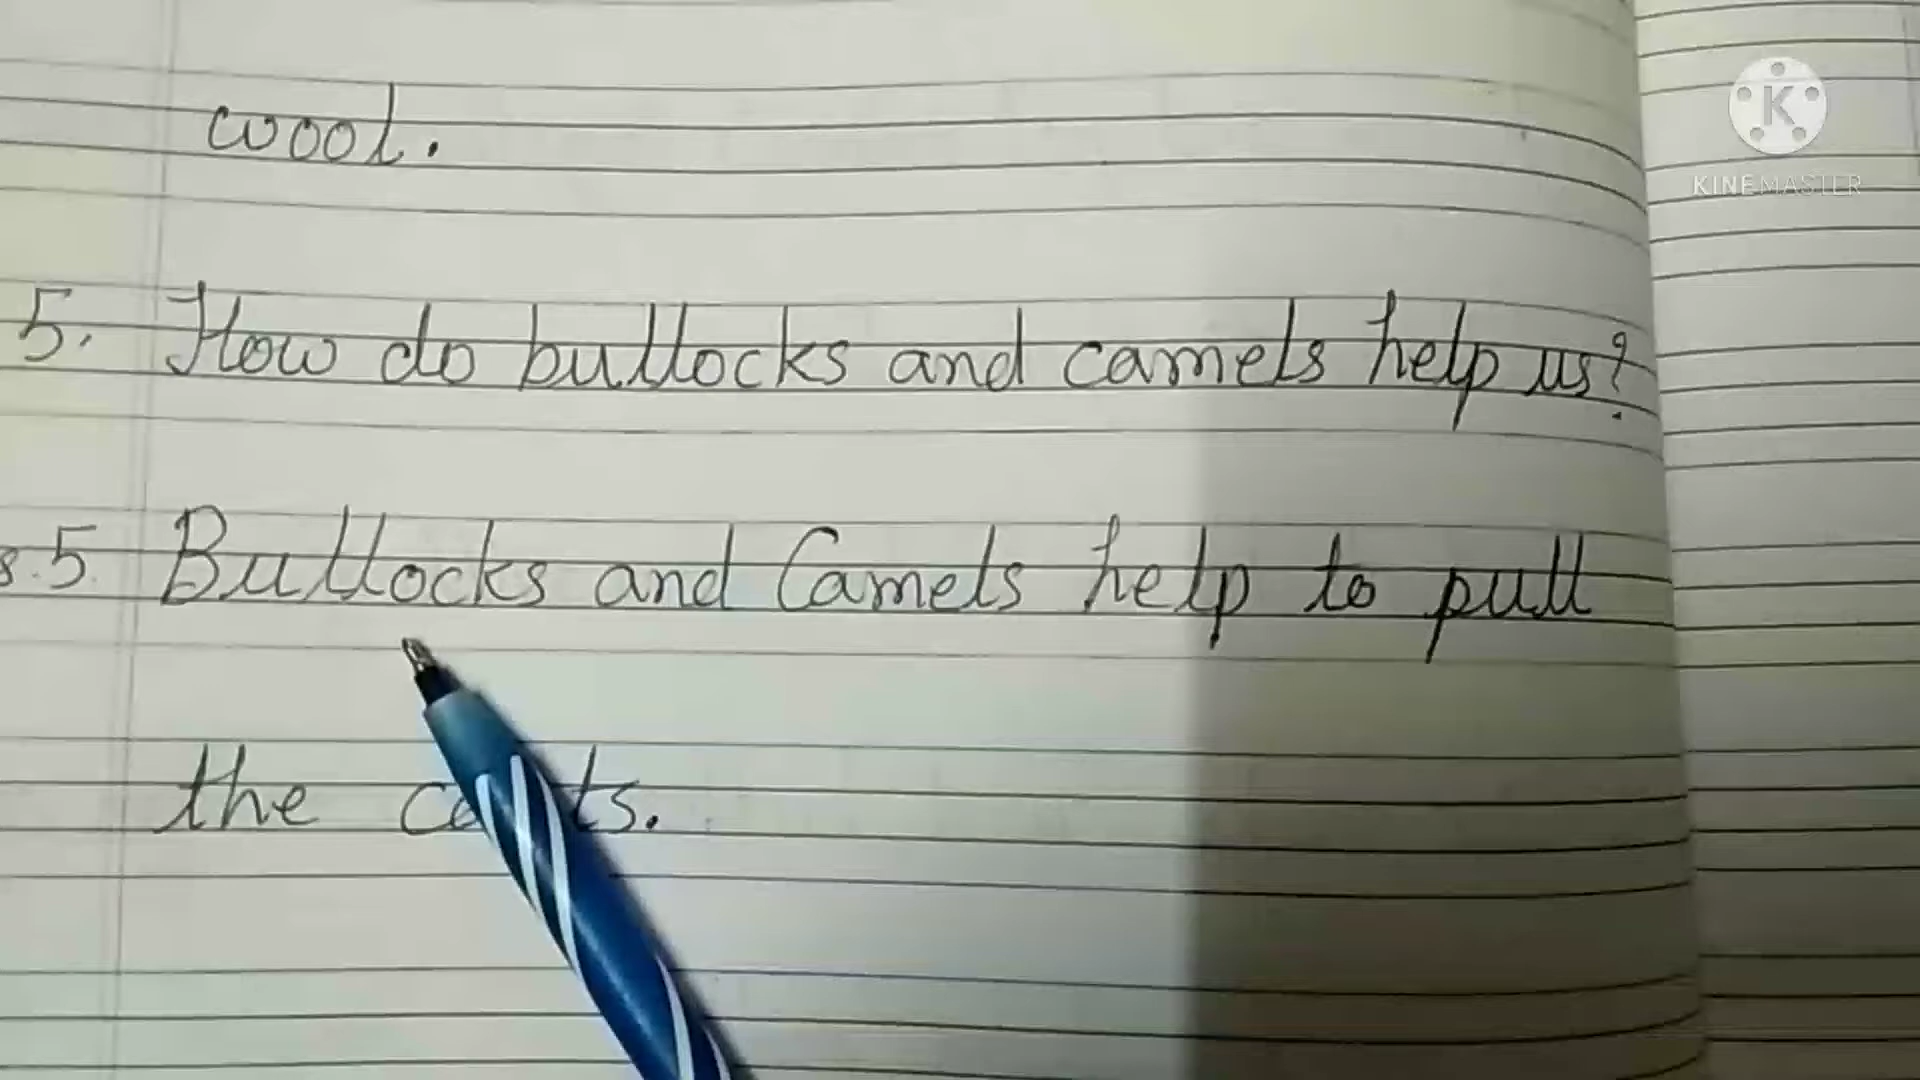 wool.
5. How do bullocks and camels help us?
s.5. Bullocks and Camels help to pull
the
KINEMASTER